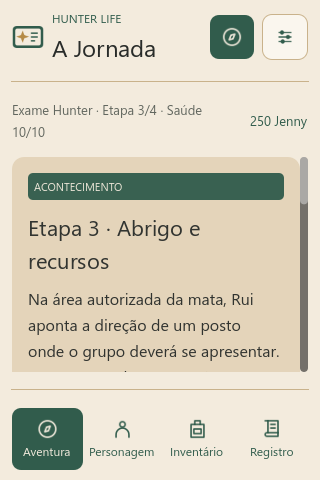 HUNTER LIFE
A Jornada
Exame Hunter · Etapa 3/4 · Saúde
10/10
250 Jenny
ACONTECIMENTO
Etapa 3 · Abrigo e
recursos
Na área autorizada da mata, Rui
aponta a direção de um posto
onde o grupo deverá se apresentar.
Aventura
Personagem
Inventário
Registro